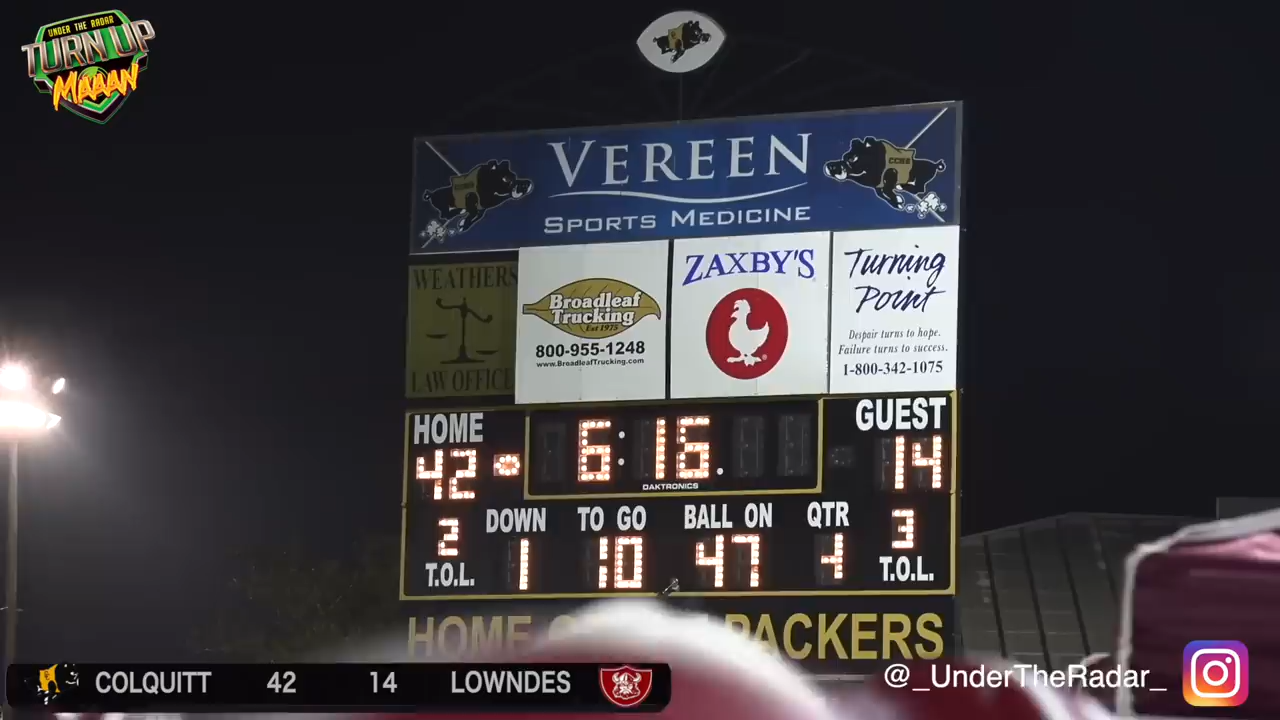 UNDER THE RADAR
TURN UP
MAAAN
VEREEN
SPORTS MEDICINE
CCHS
WEATHERS
LAW OFFICE
Broadleaf
Trucking
Est 1975
800-955-1248
www.BroadleafTrucking.com
ZAXBY'S
Turning
Point
Despair turns to hope.
Failure turns to success.
1-800-342-1075
HOME
42
6:16.
DAKTRONICS
GUEST
14
2
T.O.L.
DOWN TO GO BALL ON QTR
1 10 47 4
3
T.O.L.
HOME PACKERS
COLQUITT 42 14 LOWNDES
@_UnderTheRadar_